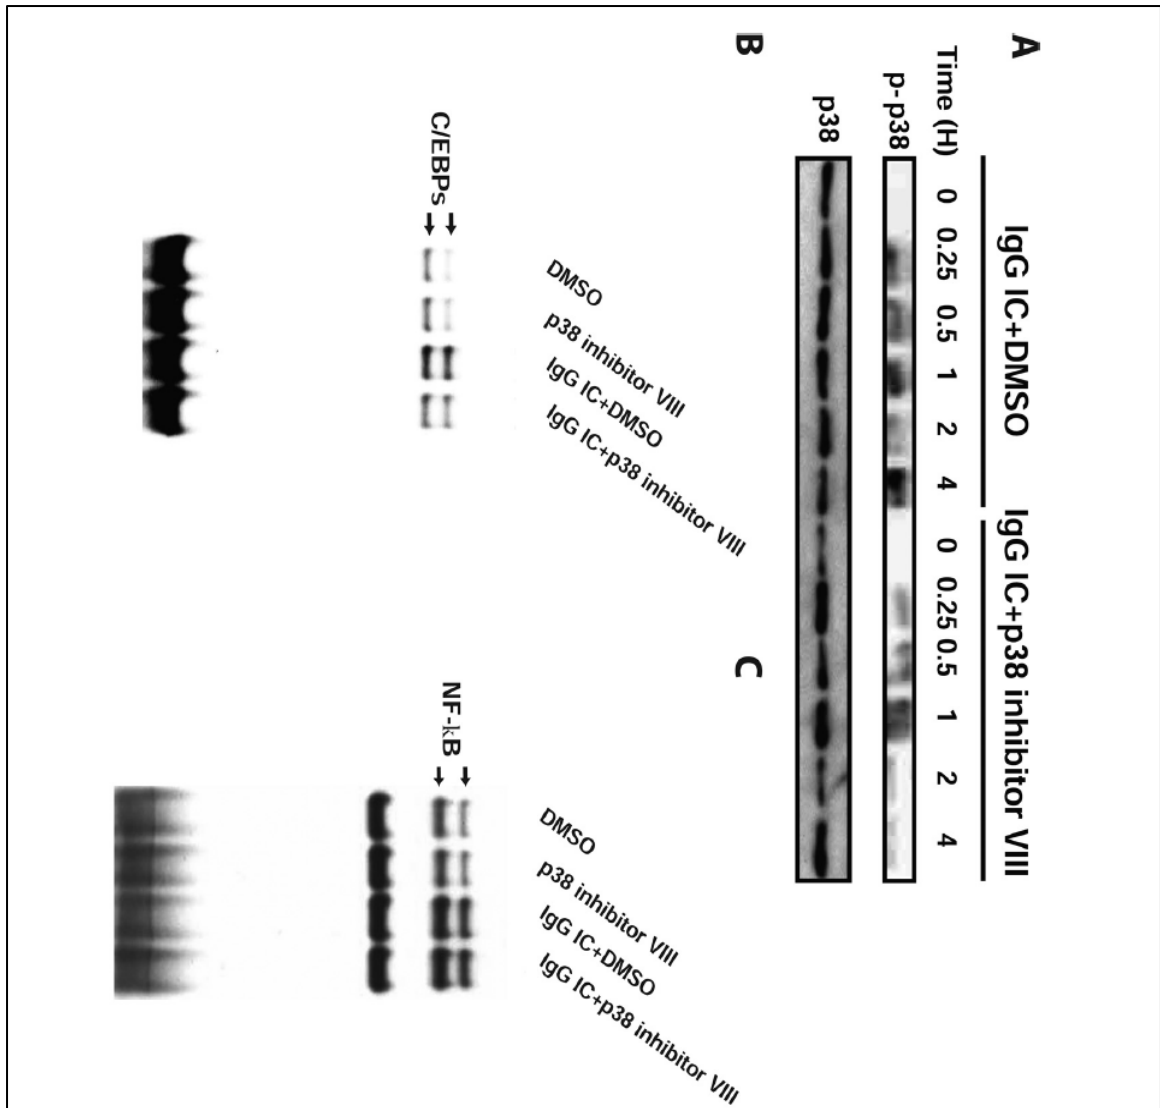 A
IgG IC+DMSO IgG IC+p38 inhibitor VIII
Time (H) 0 0.25 0.5 1 2 4 0 0.25 0.5 1 2 4
p-p38
p38
B
DMSO
p38 inhibitor VIII
IgG IC+DMSO
IgG IC+p38 inhibitor VIII
C/EBPs
C
DMSO
p38 inhibitor VIII
IgG IC+DMSO
IgG IC+p38 inhibitor VIII
NF-kB